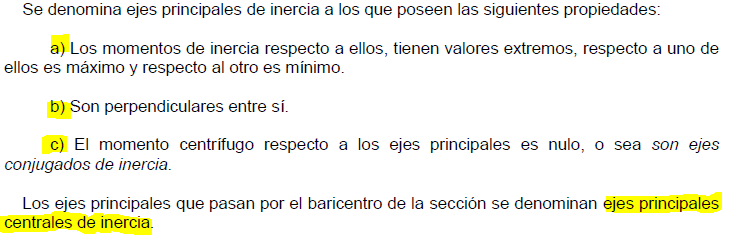 Se denomina ejes principales de inercia a los que poseen las siguientes propiedades:
a) Los momentos de inercia respecto a ellos, tienen valores extremos, respecto a uno de
ellos es máximo y respecto al otro es mínimo.
b) Son perpendiculares entre sí.
c) El momento centrífugo respecto a los ejes principales es nulo, o sea son ejes
conjugados de inercia.
Los ejes principales que pasan por el baricentro de la sección se denominan ejes principales
centrales de inercia.